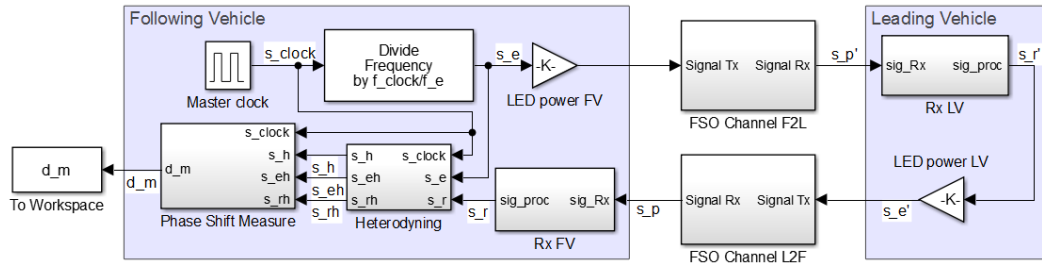 Following Vehicle
Leading Vehicle
s_clock
Divide
Frequency
by f_clock/f_e
s_e
-K-
LED power FV
Master clock
Signal Tx
Signal Rx
s_p'
FSO Channel F2L
sig_Rx
sig_proc
s_r'
Rx LV
s_clock
s_h
s_eh
s_rh
d_m
Phase Shift Measure
d_m
s_h
s_eh
s_rh
s_h
s_eh
s_rh
s_clock
s_e
s_r
Heterodyning
s_r
sig_proc
sig_Rx
Rx FV
s_p
Signal Rx
Signal Tx
FSO Channel L2F
s_e'
LED power LV
-K-
d_m
To Workspace